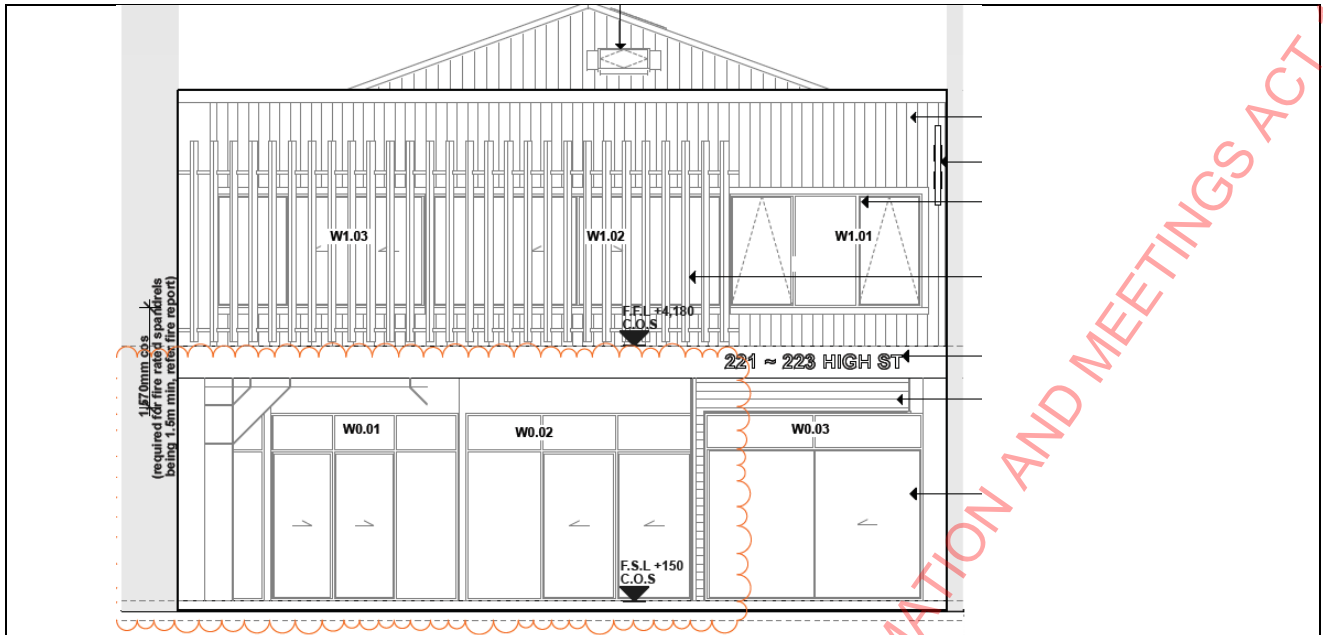 W1.03
W1.02
W1.01
F.F.L +4,180
C.O.S
1,570mm cos
(required for fire rated spandrels
being 1.5m min, refer fire report)
221 ~ 223 HIGH ST
W0.01
W0.02
W0.03
F.S.L +150
C.O.S
MATION AND MEETINGS ACT